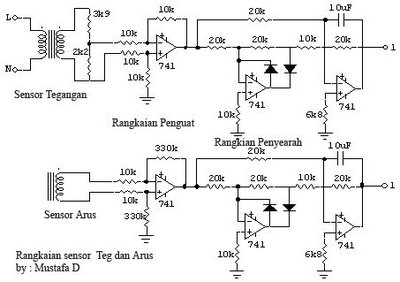 3k9
10k
20k
10uF
L
10k
20k
20k
10k
20k
1
2k2
10k
741
N
10k
741
741
Sensor Tegangan
10k
6k8
Rangkaian Penguat
Rangkian Penyearah
330k
20k
10uF
10k
20k
20k
10k
20k
1
10k
741
Sensor Arus
330k
741
741
Rangkaian sensor Teg dan Arus
10k
6k8
by : Mustafa D